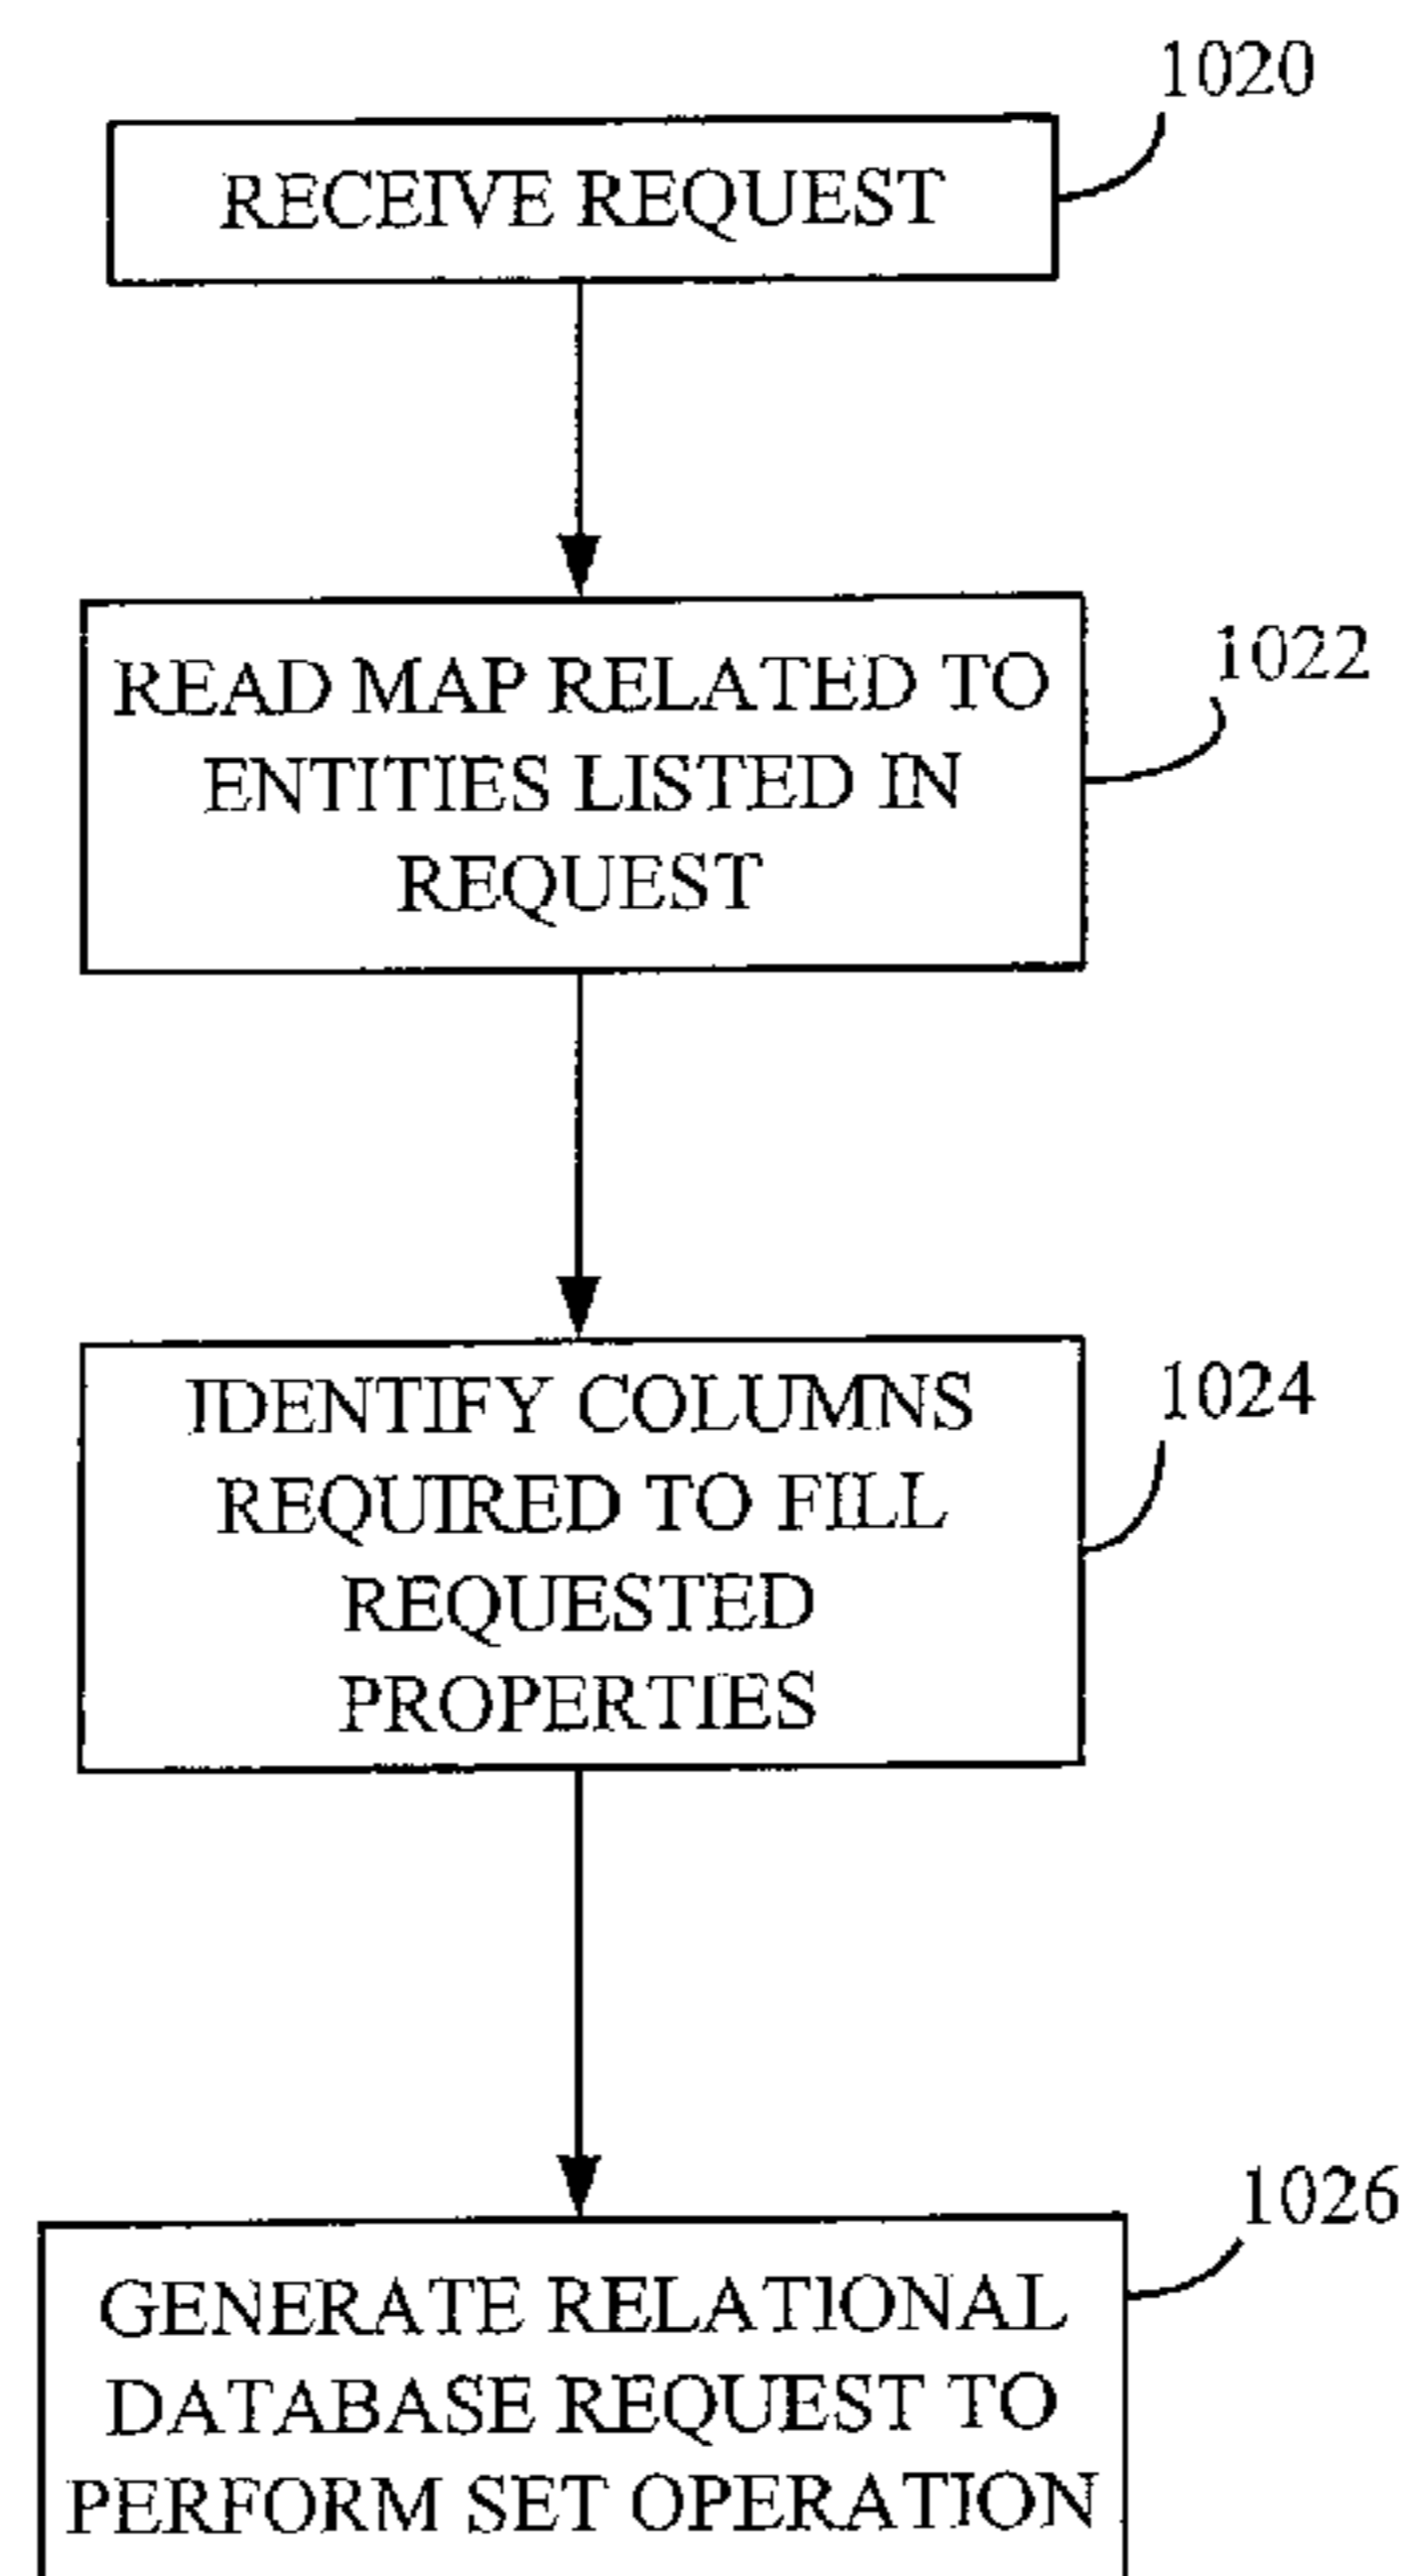 1020
RECEIVE REQUEST
1022
READ MAP RELATED TO
ENTITIES LISTED IN
REQUEST
1024
IDENTIFY COLUMNS
REQUIRED TO FILL
REQUESTED
PROPERTIES
1026
GENERATE RELATIONAL
DATABASE REQUEST TO
PERFORM SET OPERATION